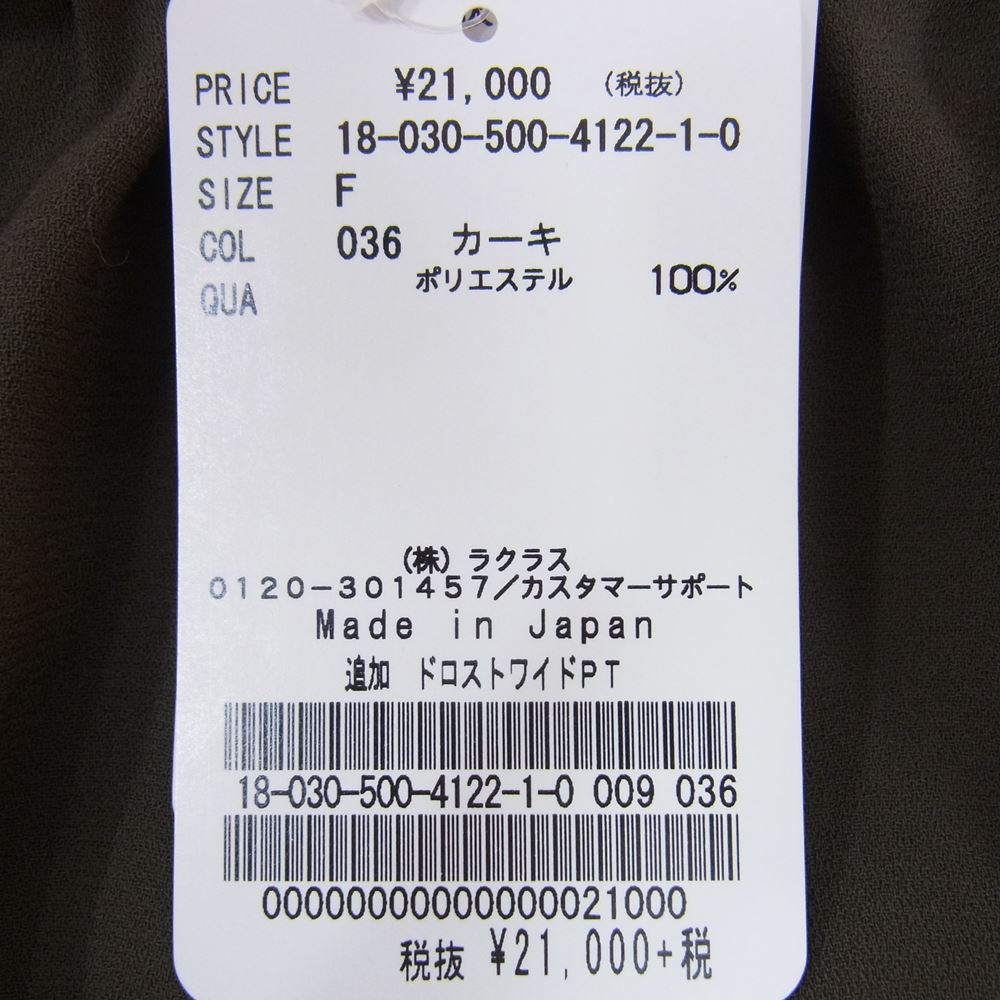 PRICE ¥21,000 (税抜)
STYLE 18-030-500-4122-1-0
SIZE F
COL 036 カーキ
QUA ポリエステル 100%
(株) ラクラス
0120-301457/カスタマーサポート
Made in Japan
追加 ドロストワイドPT
18-030-500-4122-1-0 009 036
000000000000000021000
税抜 ¥21,000+税